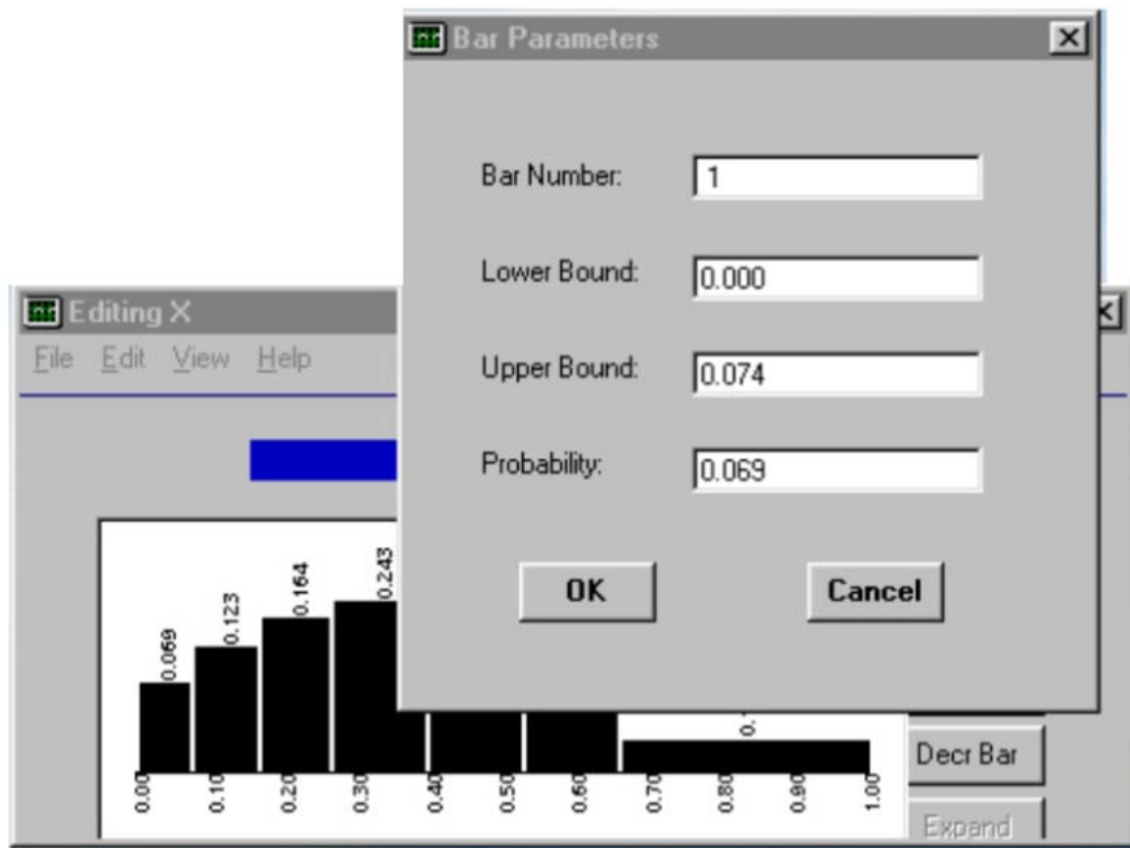 Bar Parameters
Bar Number: 1
Lower Bound: 0.000
Upper Bound: 0.074
Probability: 0.069
OK Cancel
Editing X
File Edit View Help
0.069 0.123 0.164 0.243
0.00 0.10 0.20 0.30 0.40 0.50 0.60 0.70 0.80 0.90 1.00
Decr Bar
Expand